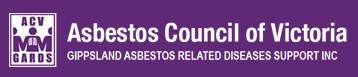 ACV
GARDS
Asbestos Council of Victoria
GIPPSLAND ASBESTOS RELATED DISEASES SUPPORT INC